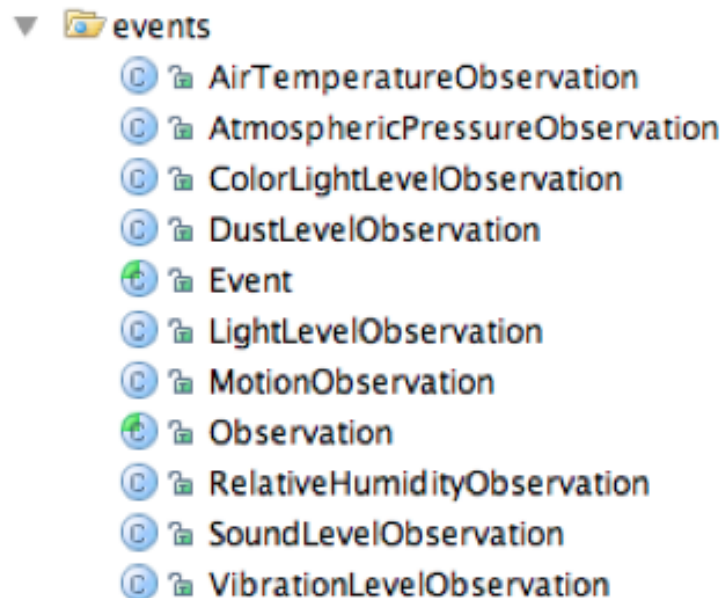 events
AirTemperatureObservation
AtmosphericPressureObservation
ColorLightLevelObservation
DustLevelObservation
Event
LightLevelObservation
MotionObservation
Observation
RelativeHumidityObservation
SoundLevelObservation
VibrationLevelObservation